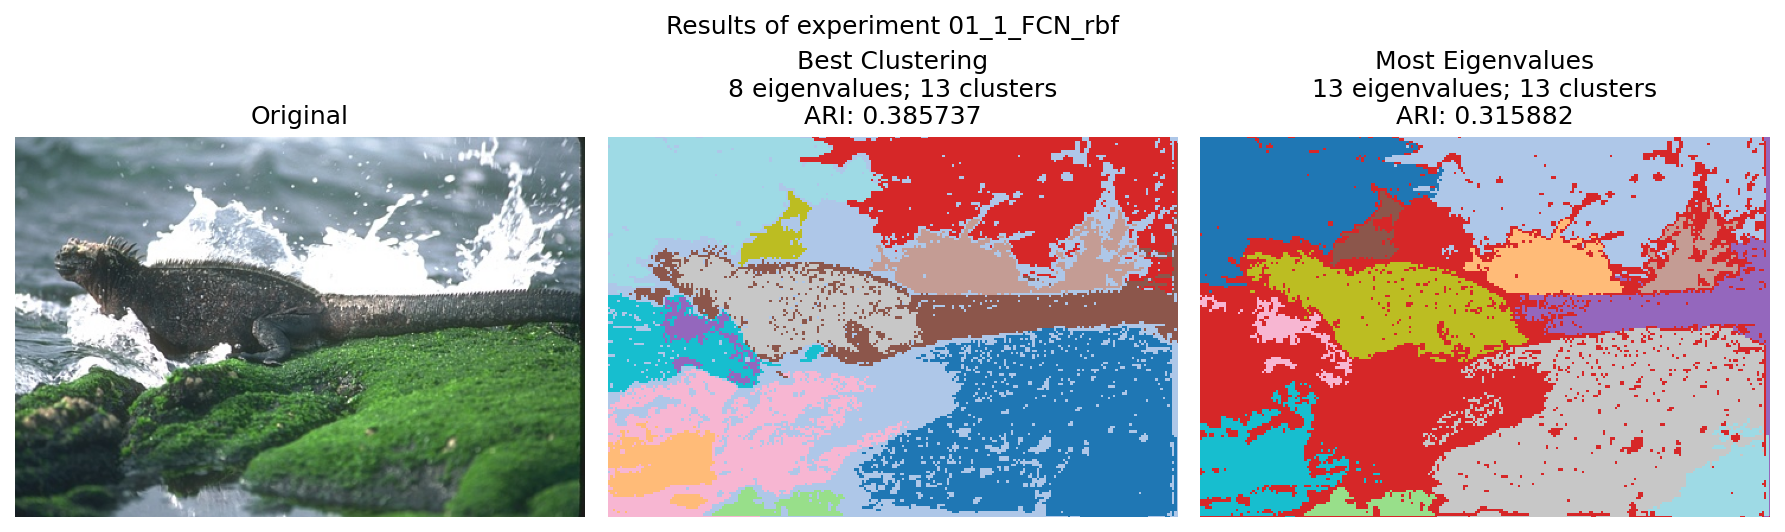 Results of experiment 01_1_FCN_rbf
Original
Best Clustering
8 eigenvalues; 13 clusters
ARI: 0.385737
Most Eigenvalues
13 eigenvalues; 13 clusters
ARI: 0.315882